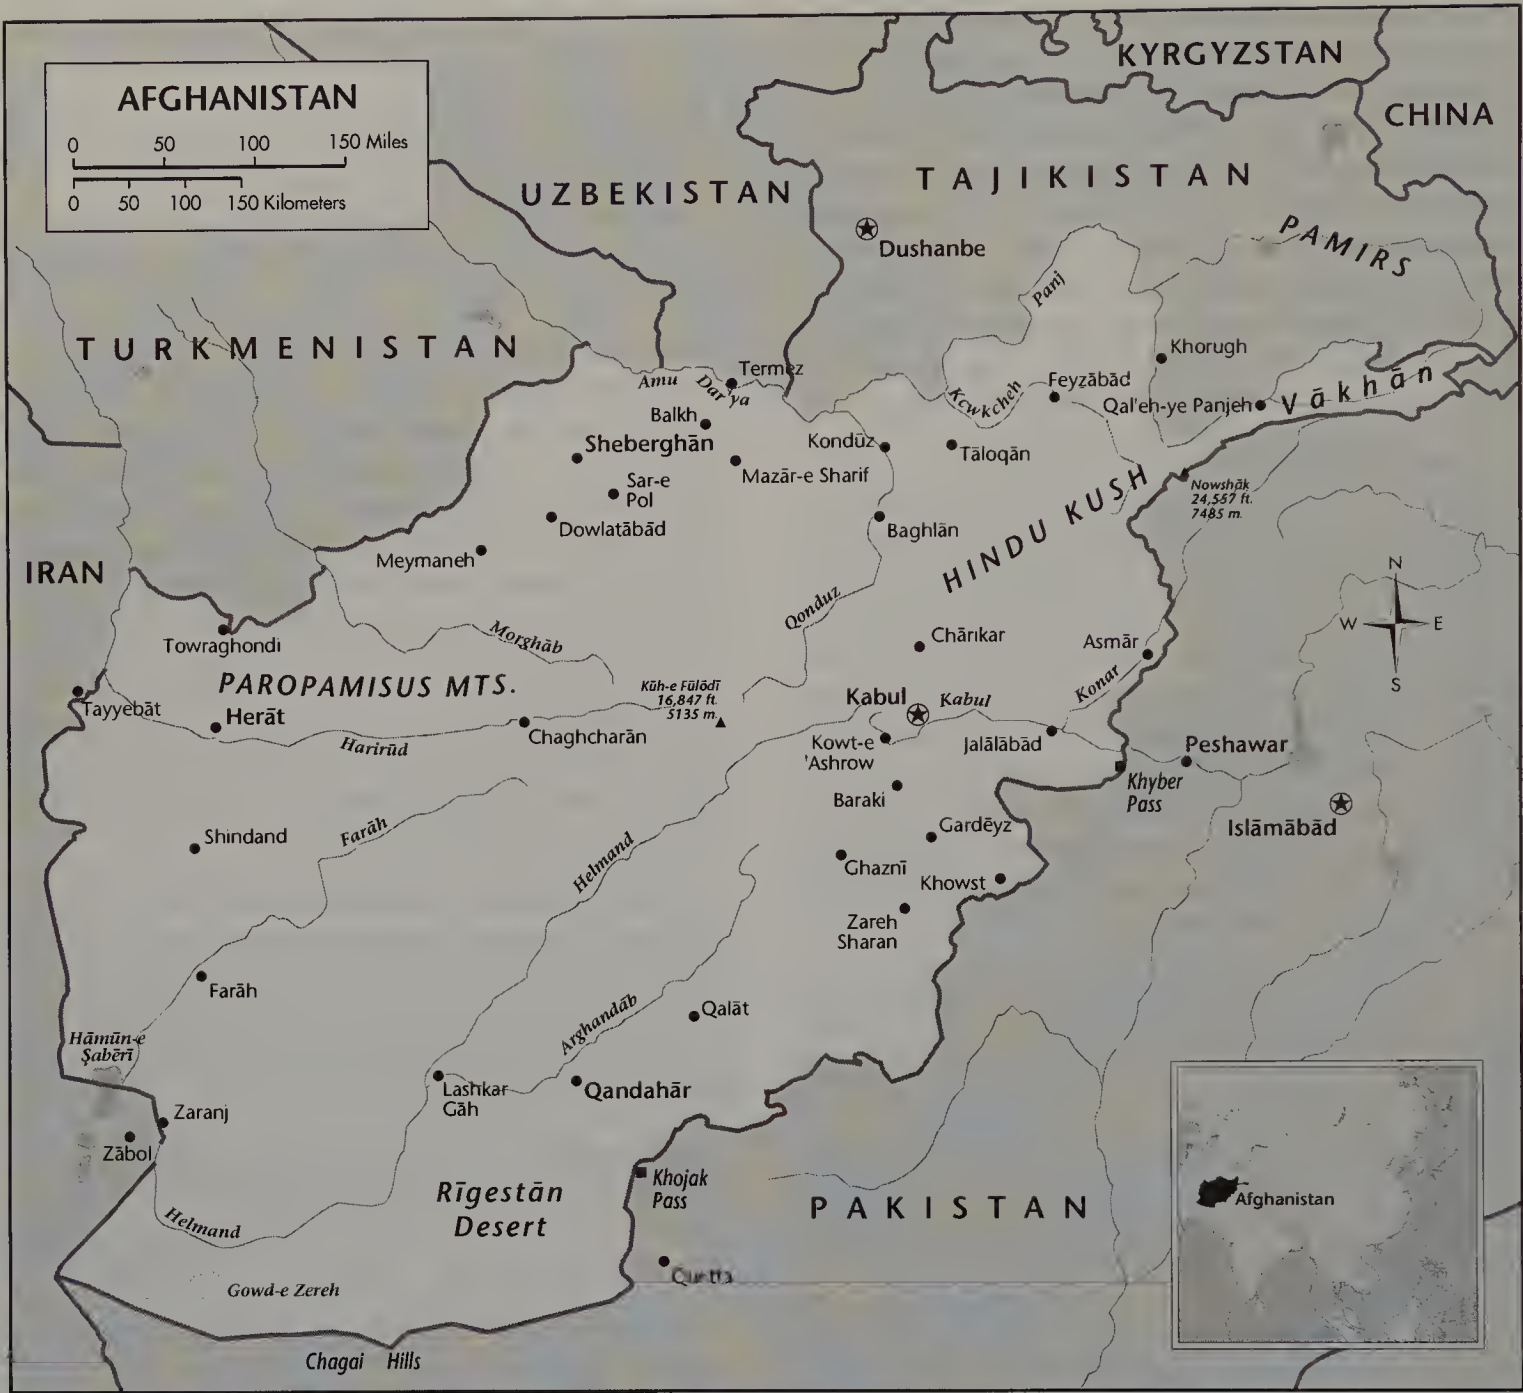 AFGHANISTAN
0 50 100 150 Miles
0 50 100 150 Kilometers
KYRGYZSTAN
CHINA
UZBEKISTAN
TAJIKISTAN
Dushanbe
PAMIRS
Panj
TURKMENISTAN
Khorugh
Termez
Amu Dar'ya
Feyzābād
Kowkcheh
Qal'eh-ye Panjeh
Vākhān
Balkh
Sheberghān
Kondūz
Tāloqān
Mazār-e Sharif
Sar-e
Pol
Nowshāk
24,557 ft.
7485 m.
Dowlatābād
Baghlān
HINDU KUSH
Meymaneh
IRAN
N
W E
S
Qonduz
Towraghondi
Morghāb
Chārikar
Asmār
PAROPAMISUS MTS.
Kūh-e Fūlōdī
16,847 ft.
5135 m.
Kabul
Kabul
Konar
Tayyebāt
Herāt
Harirūd
Chaghcharān
Kowt-e
'Ashrow
Jalālābād
Peshawar
Khyber
Pass
Baraki
Islāmābād
Shindand
Farāh
Helmand
Gardēyz
Ghaznī
Khowst
Zareh
Sharan
Farāh
Arghandāb
Qalāt
Hāmūn-e
Şabērī
Lashkar
Gāh
Qandahār
Zaranj
Zābol
Khojak
Pass
Rīgestān
Desert
PAKISTAN
Afghanistan
Helmand
Quetta
Gowd-e Zereh
Chagai Hills